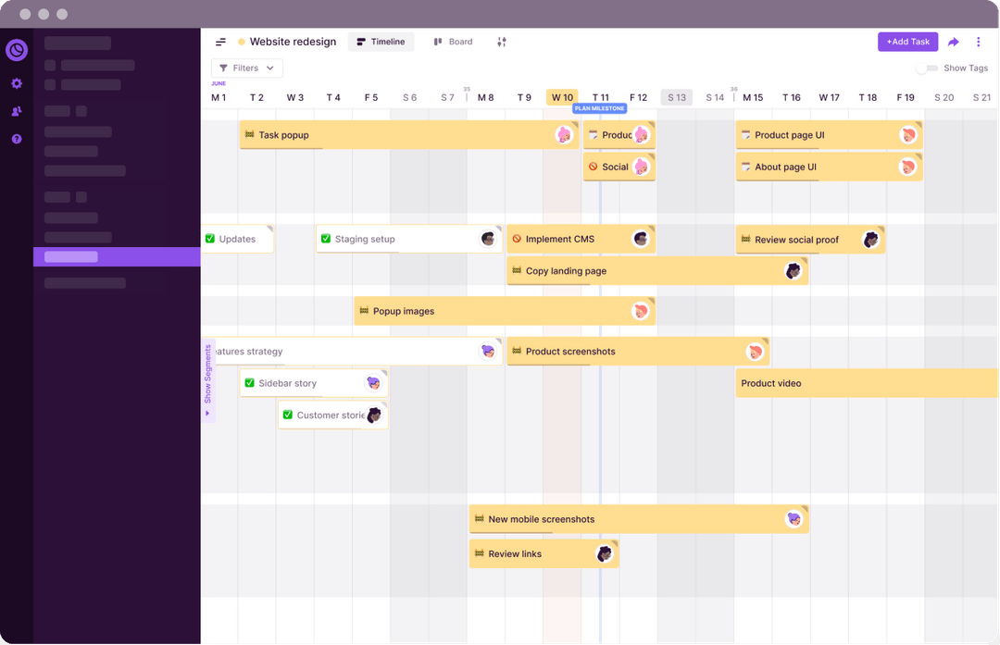 Website redesign
Timeline
Board
+Add Task
Filters
Show Tags
JUNE
35
36
M 1 T 2 W 3 T 4 F 5 S 6 S 7 M 8 T 9 W 10 T 11 F 12 S 13 S 14 M 15 T 16 W 17 T 18 F 19 S 20 S 21
PLAN MILESTONE
Task popup
Produc
Product page UI
Social
About page UI
Updates
Staging setup
Implement CMS
Review social proof
Copy landing page
Popup images
Show Segments
eatures strategy
Product screenshots
Sidebar story
Product video
Customer storie
New mobile screenshots
Review links